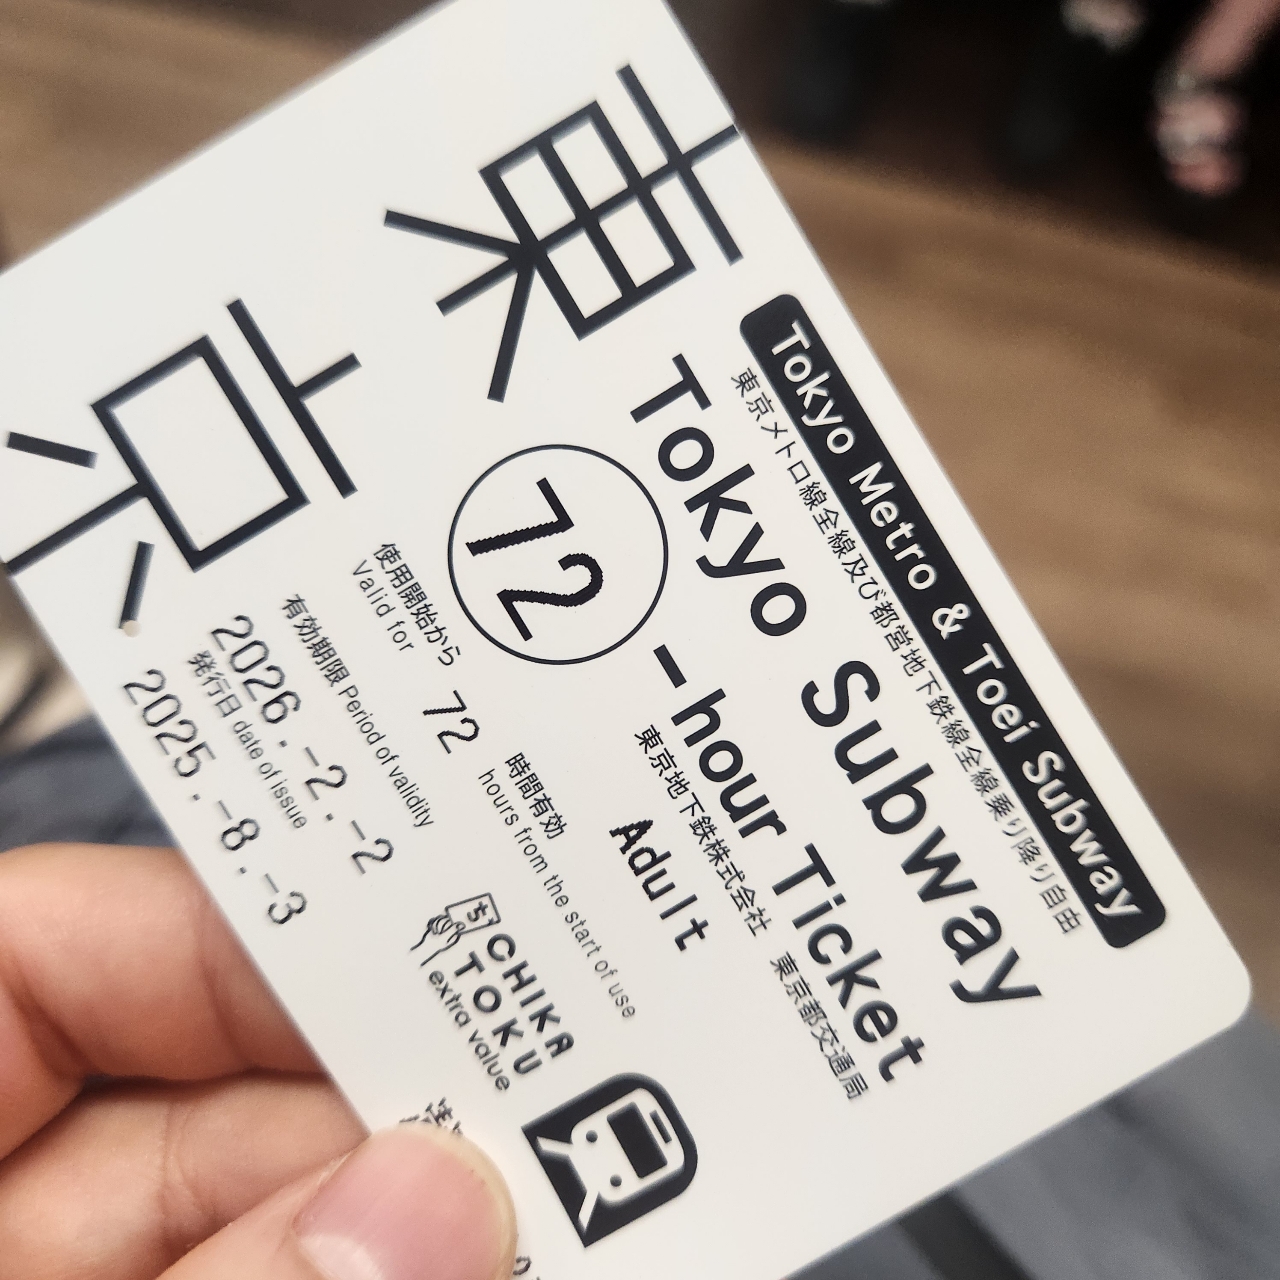 東京
Tokyo Metro & Toei Subway
東京メトロ線全線及び都営地下鉄線全線乗り降り自由
Tokyo Subway
72 -hour Ticket
東京地下鉄株式会社 東京都交通局
Adult
使用開始から 72 時間有効
Valid for hours from the start of use
有効期限 Period of validity
2026.-2.-2
発行日 date of issue
2025.-8.-3
CHIKA
TOKU
extra value